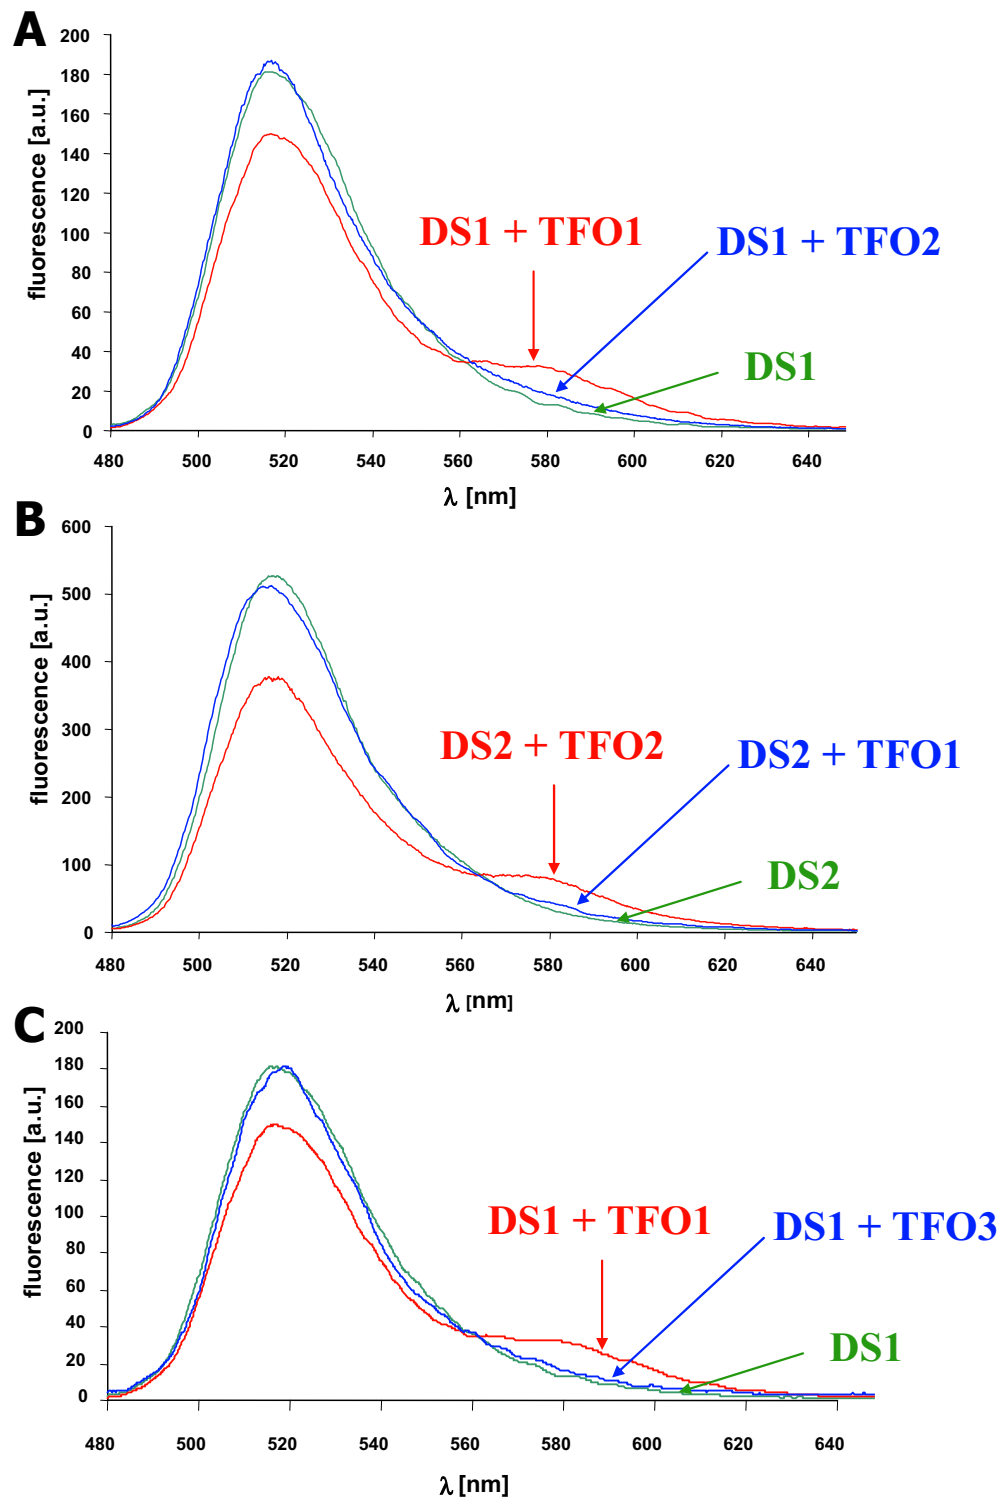 A
fluorescence [a.u.]
200
180
160
140
120
100
80
60
40
20
0
DS1 + TFO1
DS1 + TFO2
DS1
480 500 520 540 560 580 600 620 640
λ [nm]
B
fluorescence [a.u.]
600
500
400
300
200
100
0
DS2 + TFO2
DS2 + TFO1
DS2
480 500 520 540 560 580 600 620 640
λ [nm]
C
fluorescence [a.u.]
200
180
160
140
120
100
80
60
40
20
0
DS1 + TFO1
DS1 + TFO3
DS1
480 500 520 540 560 580 600 620 640
λ [nm]